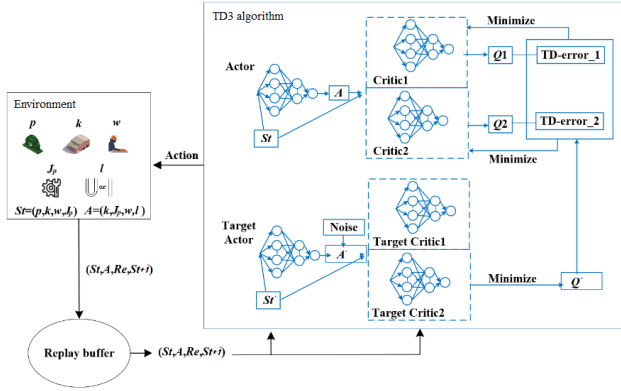 TD3 algorithm
Minimize
Actor
A
St
Critic1
Critic2
Q1
Q2
TD-error_1
TD-error_2
Minimize
Environment
p k w
Jp l
or
St=(p,k,w,Jp) A=(k,Jp,w,l)
Action
Target
Actor
Noise
A'
St'
Target Critic1
Target Critic2
Minimize
Q'
(St,A,Re,St+i)
Replay buffer
(St,A,Re,St+i)